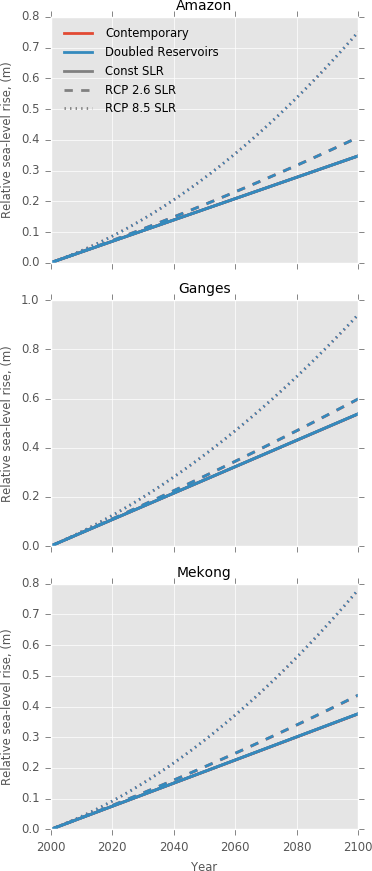 Amazon
0.8
0.7
0.6
0.5
0.4
0.3
0.2
0.1
0.0
Relative sea-level rise, (m)
Contemporary
Doubled Reservoirs
Const SLR
RCP 2.6 SLR
RCP 8.5 SLR
Ganges
1.0
0.8
0.6
0.4
0.2
0.0
Relative sea-level rise, (m)
Mekong
0.8
0.7
0.6
0.5
0.4
0.3
0.2
0.1
0.0
Relative sea-level rise, (m)
2000 2020 2040 2060 2080 2100
Year